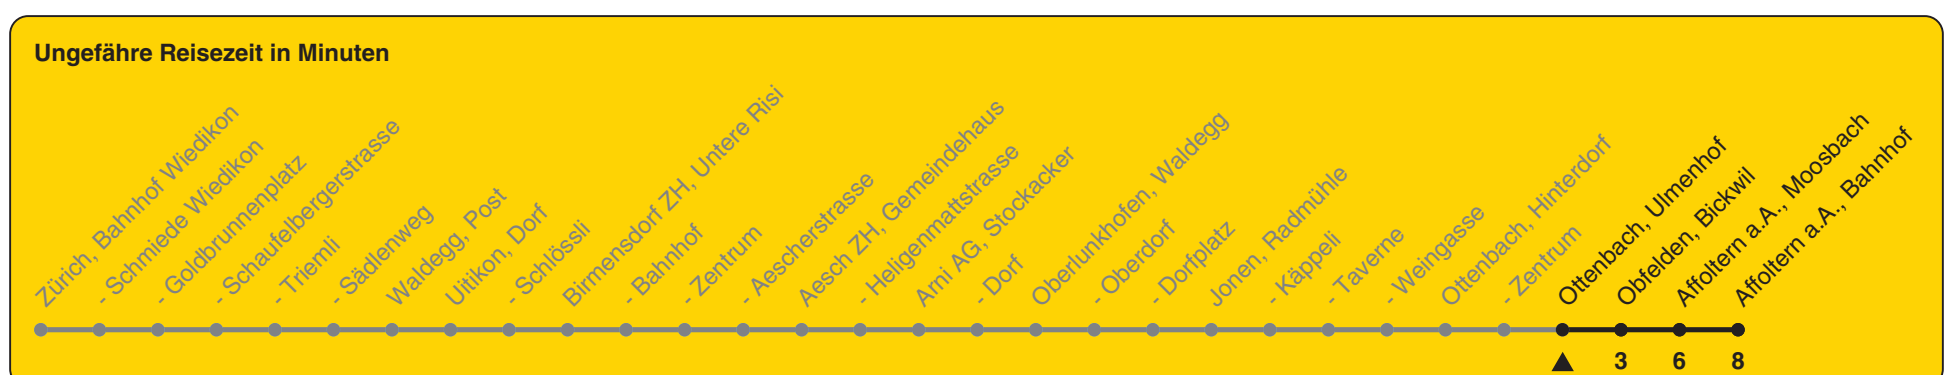 Ungefähre Reisezeit in Minuten
Zürich, Bahnhof Wiedikon
- Schmiede Wiedikon
- Goldbrunnenplatz
- Schaufelbergerstrasse
- Triemli
- Sädlenweg
Waldegg, Post
Uitikon, Dorf
- Schlössli
Birmensdorf ZH, Untere Risi
- Bahnhof
- Zentrum
- Aescherstrasse
Aesch ZH, Gemeindehaus
- Heligenmattstrasse
Arni AG, Stockacker
- Dorf
Oberlunkhofen, Waldegg
- Oberdorf
- Dorfplatz
Jonen, Radmühle
- Käppeli
- Taverne
- Weingasse
Ottenbach, Hinterdorf
- Zentrum
Ottenbach, Ulmenhof
Obfelden, Bickwil
Affoltern a.A., Moosbach
Affoltern a.A., Bahnhof
3 6 8